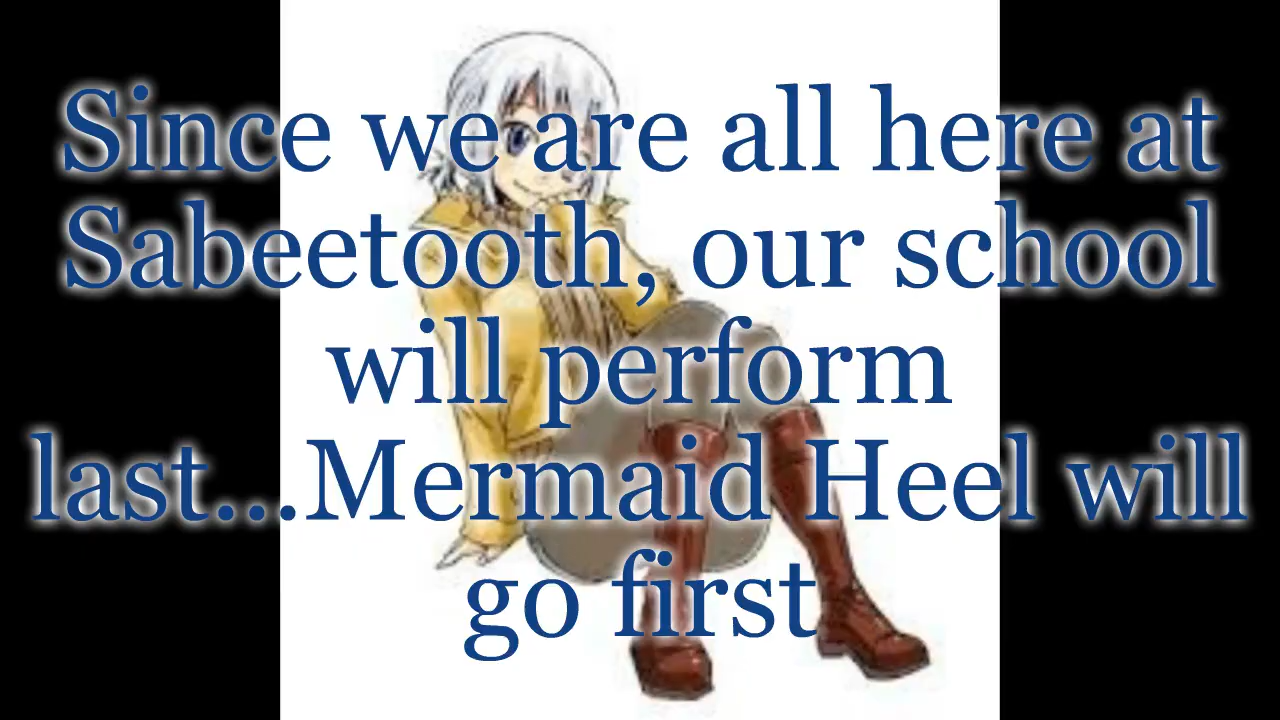 Since we are all here at
Sabeetooth, our school
will perform
last...Mermaid Heel will
go first